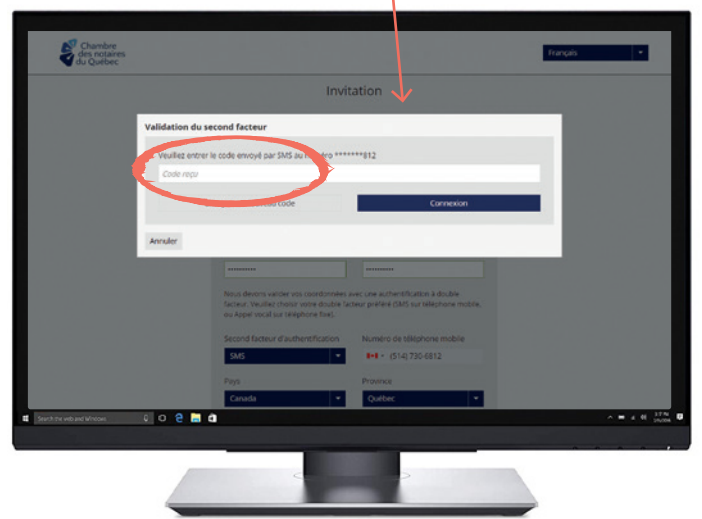 Chambre
des notaires
du Québec
Français
Invitation
Validation du second facteur
Veuillez entrer le code envoyé par SMS au numéro *******812
Code reçu
code
Connexion
Annuler
Nous devons valider vos coordonnées avec une authentification à double
facteur. Veuillez choisir votre double facteur préféré (SMS sur téléphone mobile,
ou Appel vocal sur téléphone fixe).
Second facteur d'authentification
Numéro de téléphone mobile
SMS
(514) 730-6812
Pays
Province
Canada
Québec
Search the web and Windows